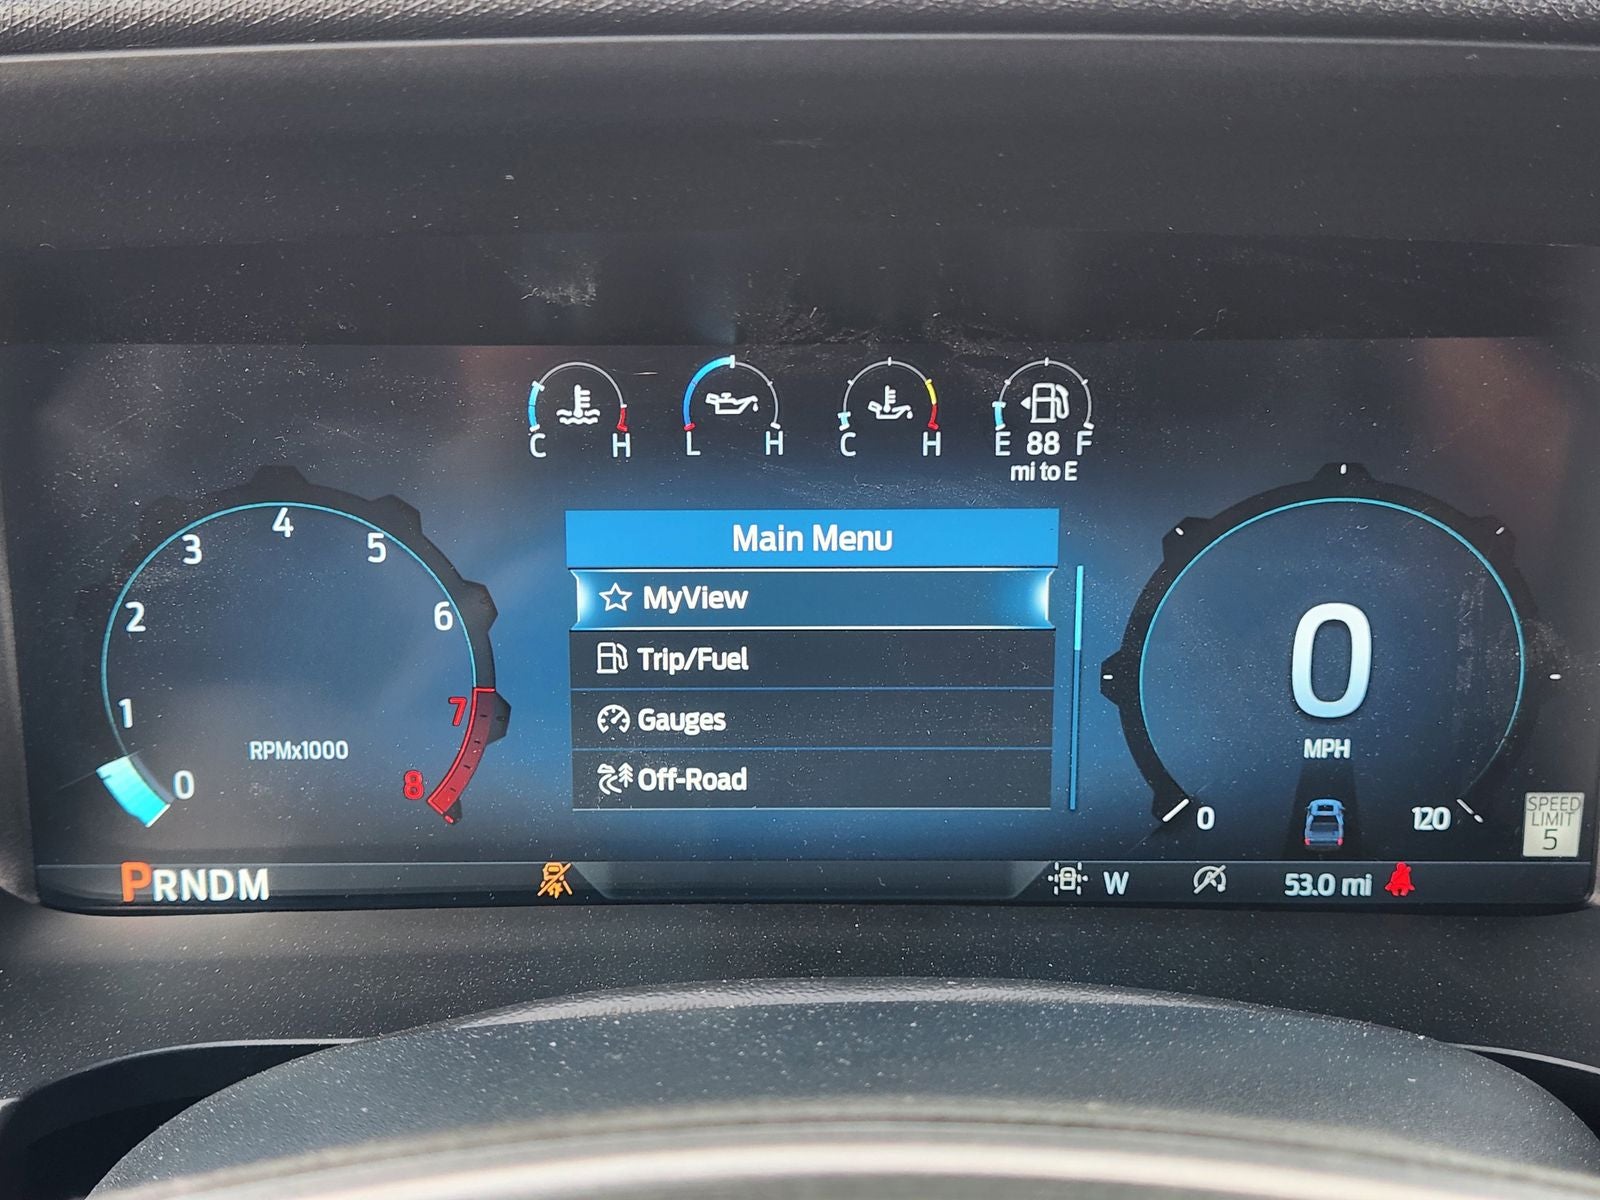 C H
L H
C H
E 88 F
mi to E
Main Menu
MyView
Trip/Fuel
Gauges
Off-Road
0
1
2
3
4
5
6
7
8
RPMx1000
0
MPH
0
120
SPEED
LIMIT
5
PRNDM
W
53.0 mi